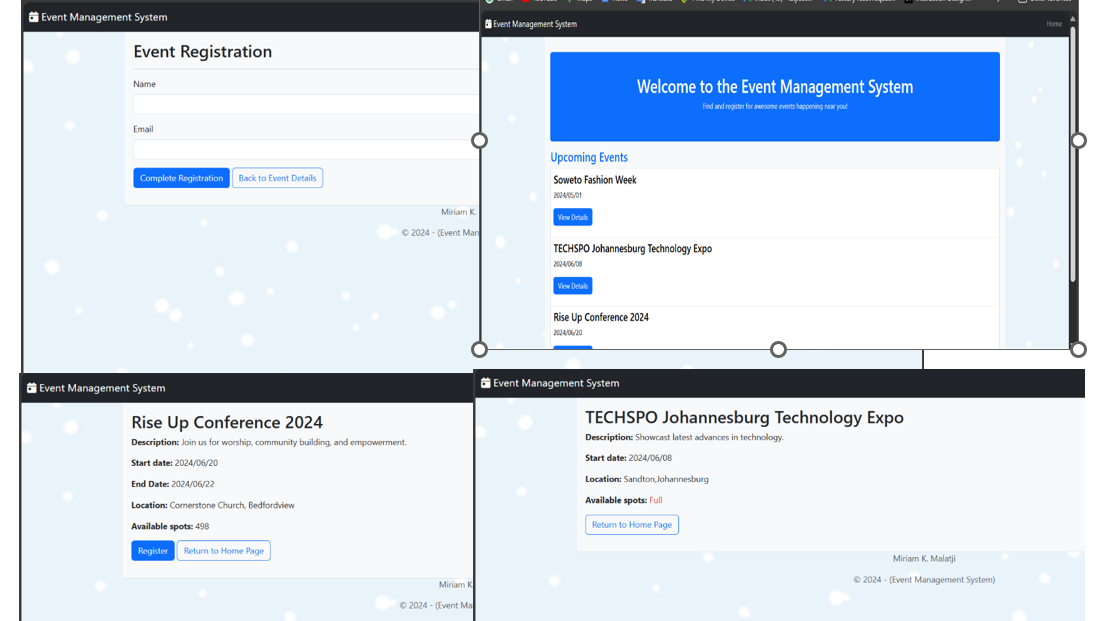 Event Management System
Event Registration
Name
Email
Complete Registration
Back to Event Details
Miriam K.
© 2024 - (Event Man
Event Management System
Home
Welcome to the Event Management System
Find and register for awesome events happening near you!
Upcoming Events
Soweto Fashion Week
2024/05/01
View Details
TECHSPO Johannesburg Technology Expo
2024/06/08
View Details
Rise Up Conference 2024
2024/06/20
Event Management System
Rise Up Conference 2024
Description: Join us for worship, community building, and empowerment.
Start date: 2024/06/20
End Date: 2024/06/22
Location: Cornerstone Church, Bedfordview
Available spots: 498
Register
Return to Home Page
Miriam K
© 2024 - (Event Ma
Event Management System
TECHSPO Johannesburg Technology Expo
Description: Showcast latest advances in technology.
Start date: 2024/06/08
Location: Sandton,Johannesburg
Available spots: Full
Return to Home Page
Miriam K. Malatji
© 2024 - (Event Management System)